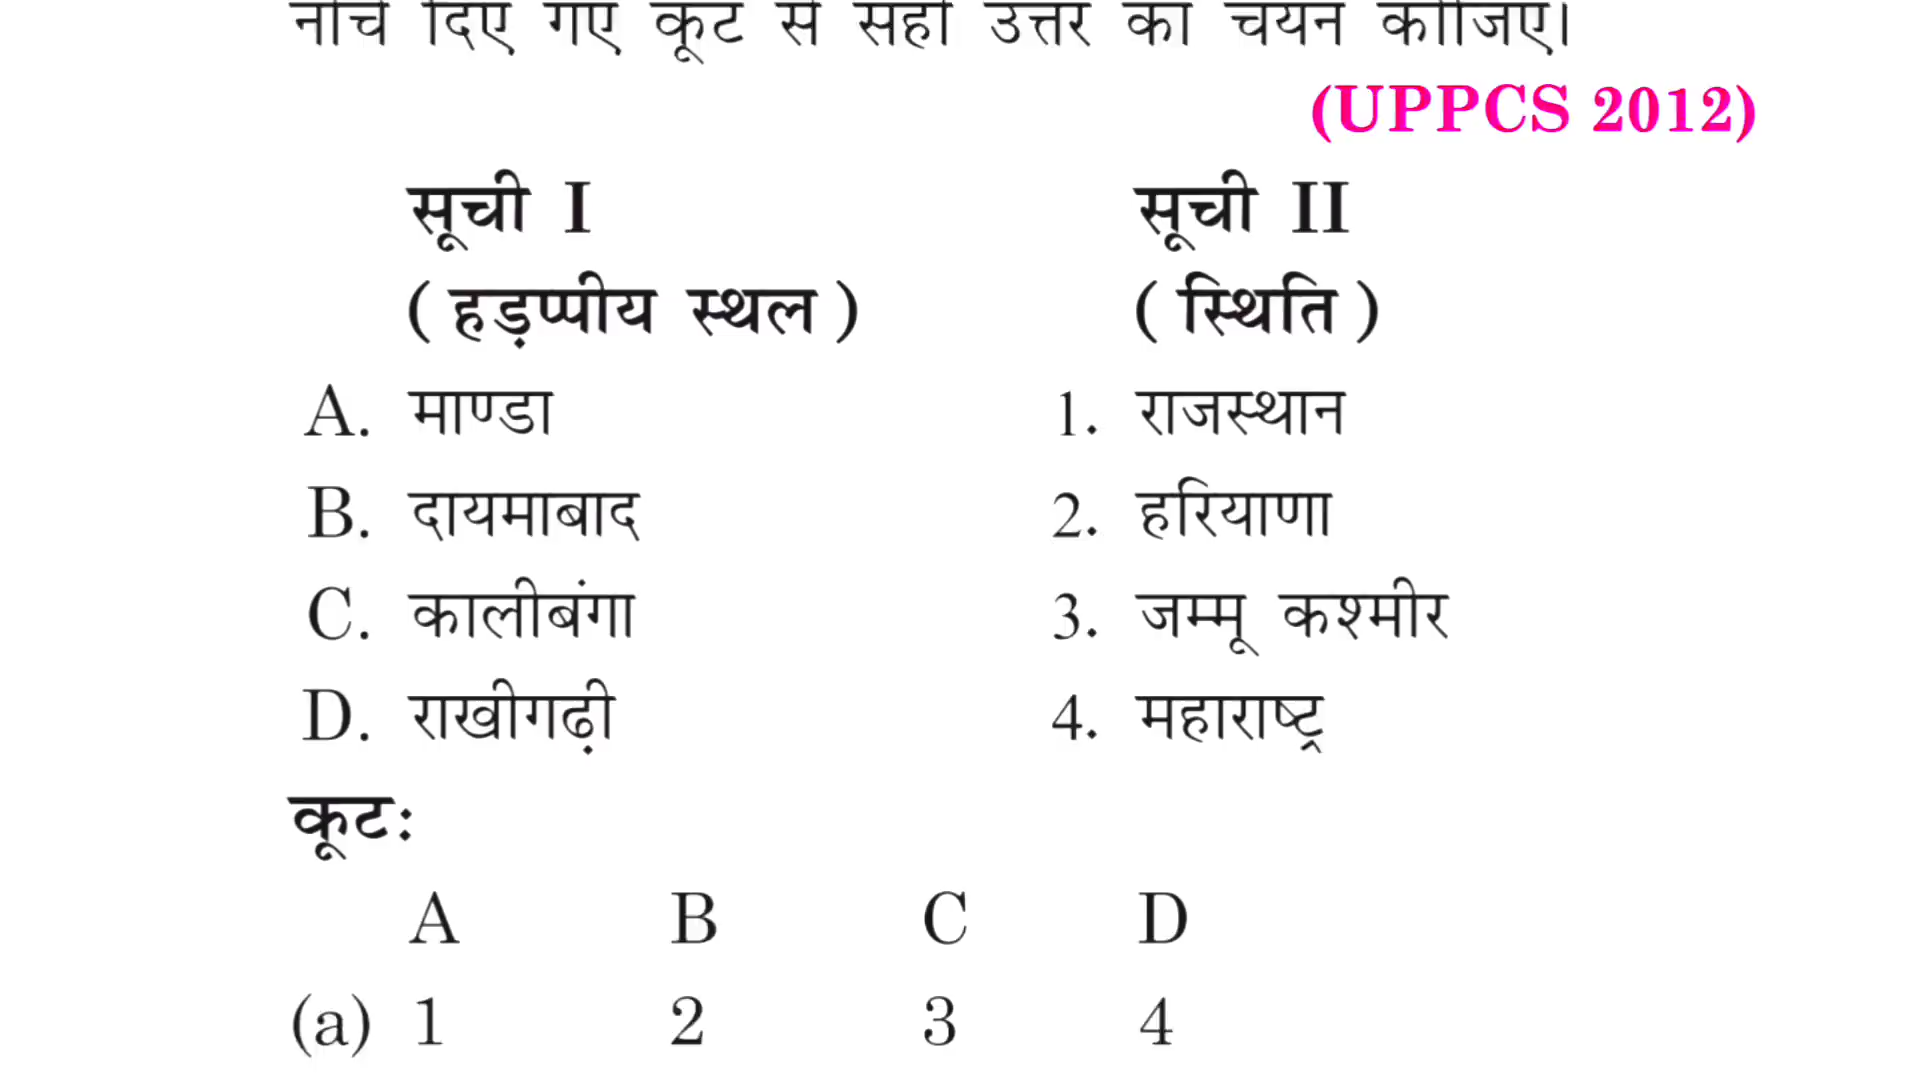 नीचे दिए गए कूट से सही उत्तर का चयन कीजिए।
(UPPCS 2012)
सूची I सूची II
(हड़प्पीय स्थल) (स्थिति)
A. माण्डा 1. राजस्थान
B. दायमाबाद 2. हरियाणा
C. कालीबंगा 3. जम्मू कश्मीर
D. राखीगढ़ी 4. महाराष्ट्र
कूटः
A B C D
(a) 1 2 3 4